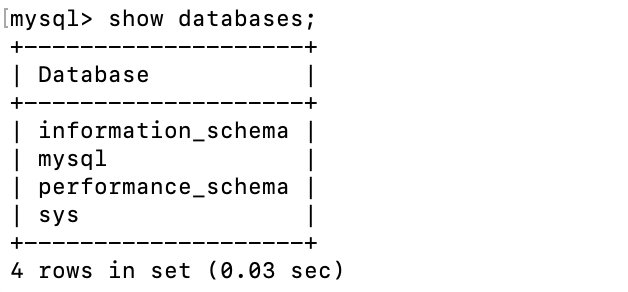 [mysql> show databases;
+--------------------+
| Database           |
+--------------------+
| information_schema |
| mysql              |
| performance_schema |
| sys                |
+--------------------+
4 rows in set (0.03 sec)